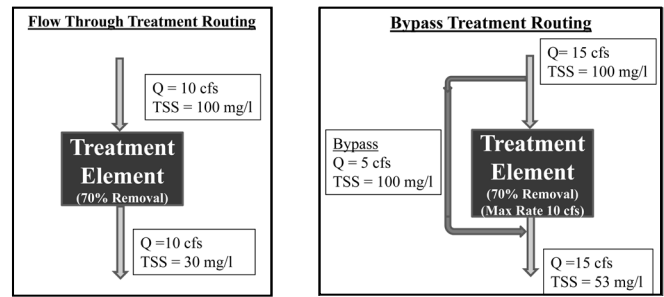 Flow Through Treatment Routing
Q = 10 cfs
TSS = 100 mg/l
Treatment
Element
(70% Removal)
Q =10 cfs
TSS = 30 mg/l
Bypass Treatment Routing
Q= 15 cfs
TSS = 100 mg/l
Bypass
Q = 5 cfs
TSS = 100 mg/l
Treatment
Element
(70% Removal)
(Max Rate 10 cfs)
Q =15 cfs
TSS = 53 mg/l